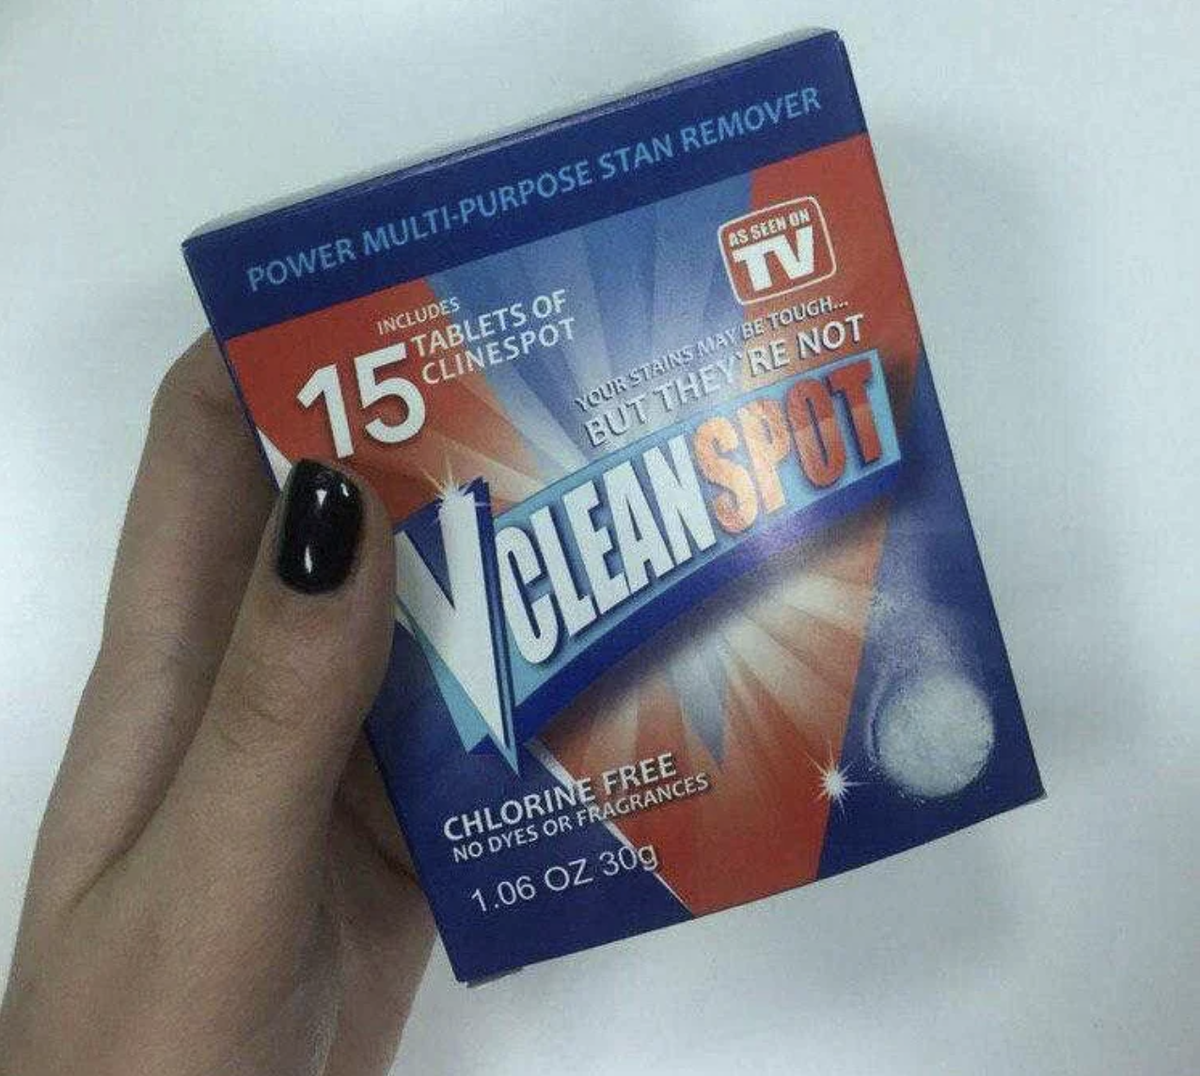 POWER MULTI-PURPOSE STAN REMOVER
AS SEEN ON
TV
INCLUDES
15 TABLETS OF
CLINESPOT
YOUR STAINS MAY BE TOUGH...
BUT THEY'RE NOT
VCLEANSPOT
CHLORINE FREE
NO DYES OR FRAGRANCES
1.06 OZ 30g